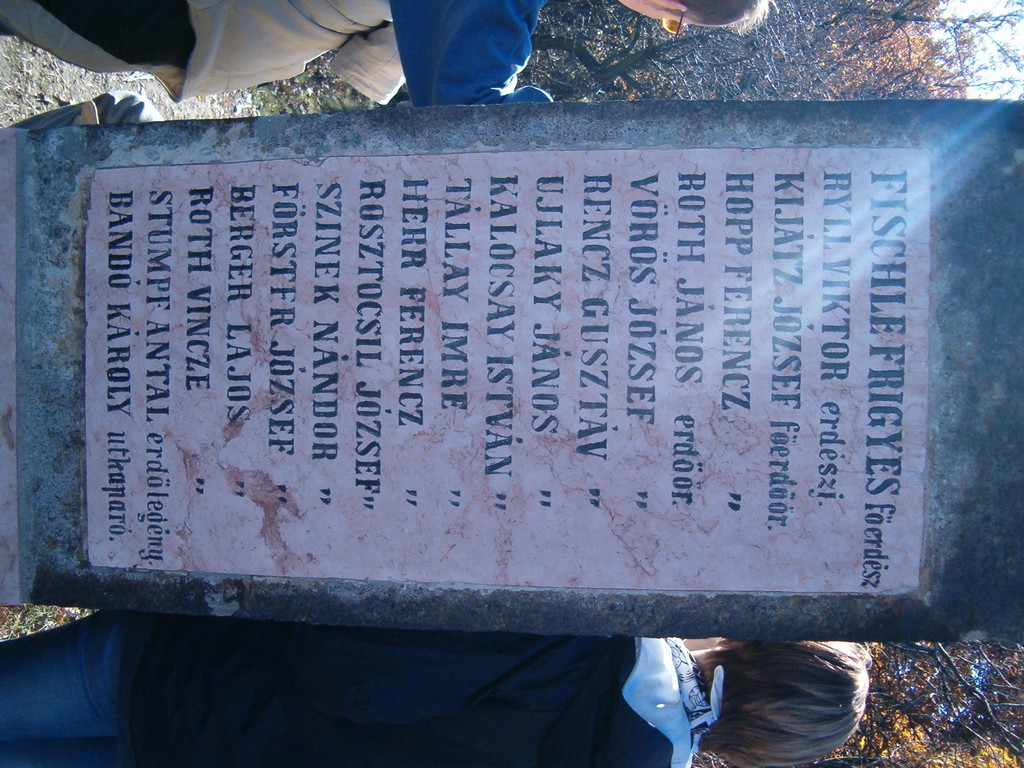 FISCHLE FRIGYES főerdész
RYLL VIKTOR erdészj.
KIJÁTZ JÓZSEF főerdőőr.
HOPP FERENCZ „
ROTH JÁNOS erdőőr.
VÖRÖS JÓZSEF „
RENCZ GUSZTÁV „
UJLAKY JÁNOS „
KALOCSAY ISTVÁN „
TÁLLAY IMRE „
HERR FERENCZ „
ROSZTOCSIL JÓZSEF „
SZINEK NÁNDOR „
FÖRSTER JÓZSEF „
BERGER LAJOS „
ROTH VINCZE „
STUMPF ANTAL erdőlegény.
BANDÓ KÁROLY utkaparó.